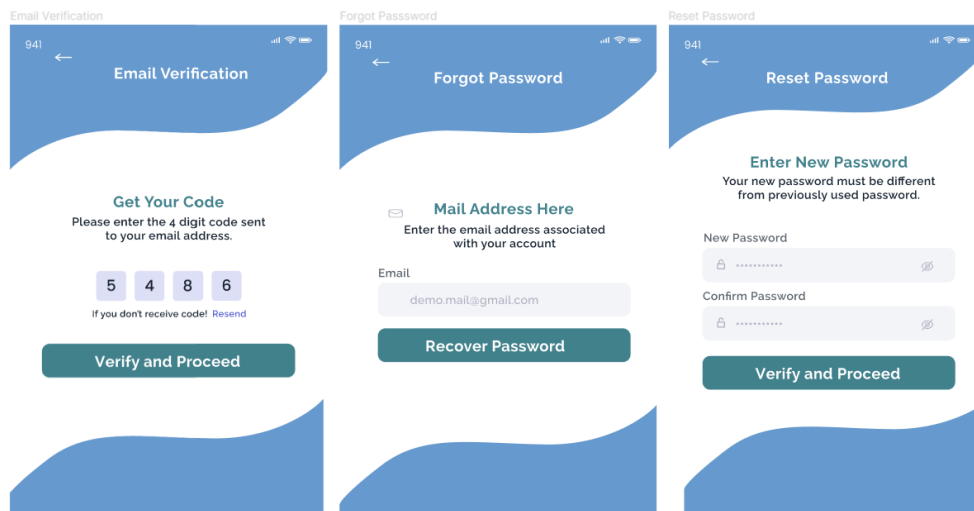 Email Verification
941
Email Verification
Get Your Code
Please enter the 4 digit code sent
to your email address.
5 4 8 6
If you don't receive code! Resend
Verify and Proceed
Forgot Passsword
941
Forgot Password
Mail Address Here
Enter the email address associated
with your account
Email
demo.mail@gmail.com
Recover Password
Reset Password
941
Reset Password
Enter New Password
Your new password must be different
from previously used password.
New Password
Confirm Password
Verify and Proceed